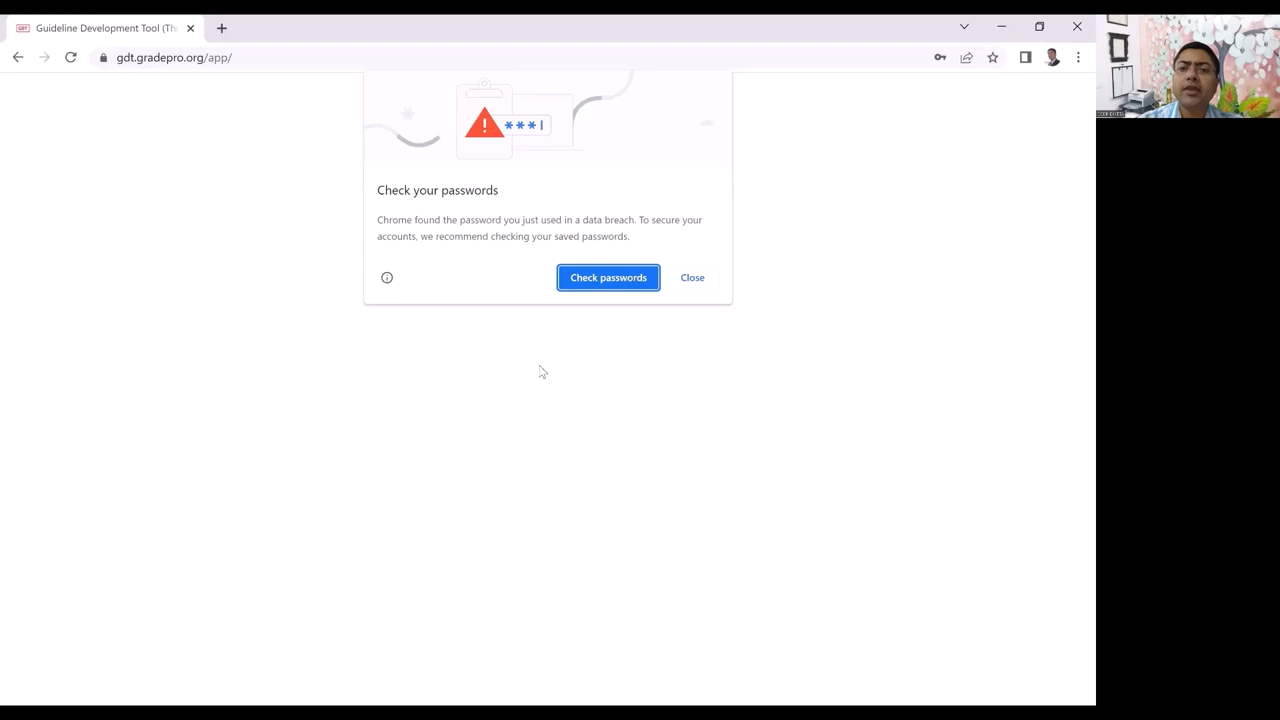 GDT Guideline Development Tool (Th
gdt.gradepro.org/app/
***|
Check your passwords
Chrome found the password you just used in a data breach. To secure your
accounts, we recommend checking your saved passwords.
Check passwords
Close